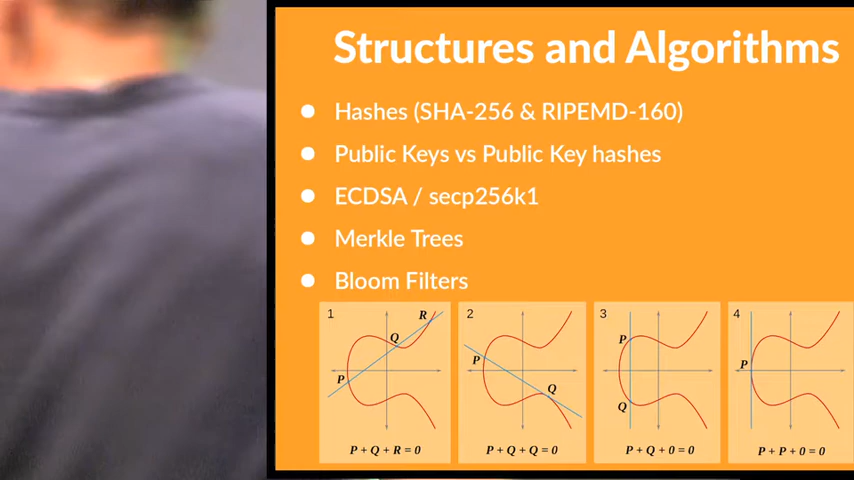 Structures and Algorithms
● Hashes (SHA-256 & RIPEMD-160)
● Public Keys vs Public Key hashes
● ECDSA / secp256k1
● Merkle Trees
● Bloom Filters
1
R
Q
P
P + Q + R = 0
2
P
Q
P + Q + Q = 0
3
P
Q
P + Q + 0 = 0
4
P
P + P + 0 = 0